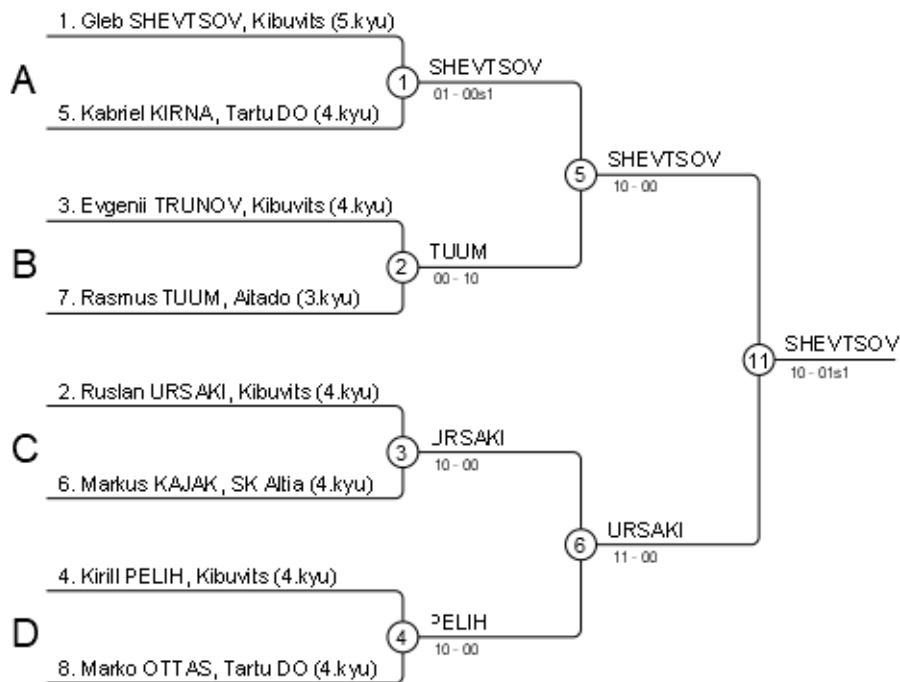 1. Gleb SHEVTSOV, Kibuvits (5.kyu)
A
1
SHEVTSOV
01 - 00s1
5. Kabriel KIRNA, Tartu DO (4.kyu)
5
SHEVTSOV
10 - 00
3. Evgenii TRUNOV, Kibuvits (4.kyu)
B
2
TUUM
00 - 10
7. Rasmus TUUM, Aitado (3.kyu)
11
SHEVTSOV
10 - 01s1
2. Ruslan URSAKI, Kibuvits (4.kyu)
C
3
URSAKI
10 - 00
6. Markus KAJAK, SK Altia (4.kyu)
6
URSAKI
11 - 00
4. Kirill PELIH, Kibuvits (4.kyu)
D
4
PELIH
10 - 00
8. Marko OTTAS, Tartu DO (4.kyu)